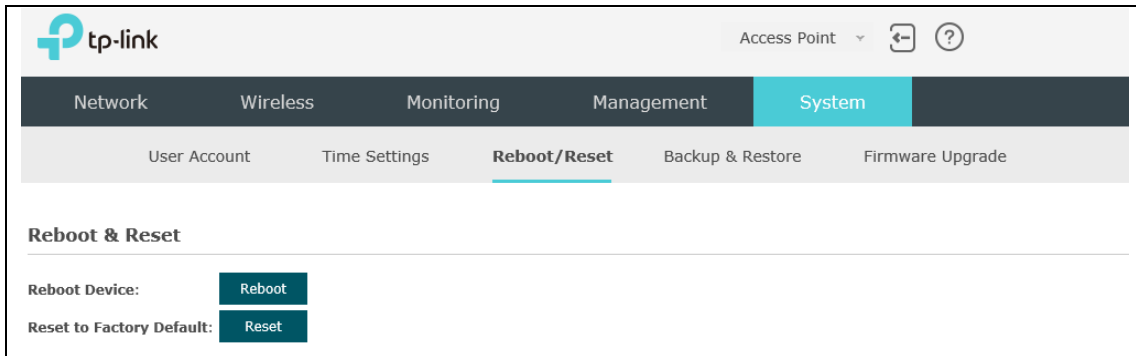 tp-link
Access Point
Network Wireless Monitoring Management System
User Account Time Settings Reboot/Reset Backup & Restore Firmware Upgrade
Reboot & Reset
Reboot Device: Reboot
Reset to Factory Default: Reset